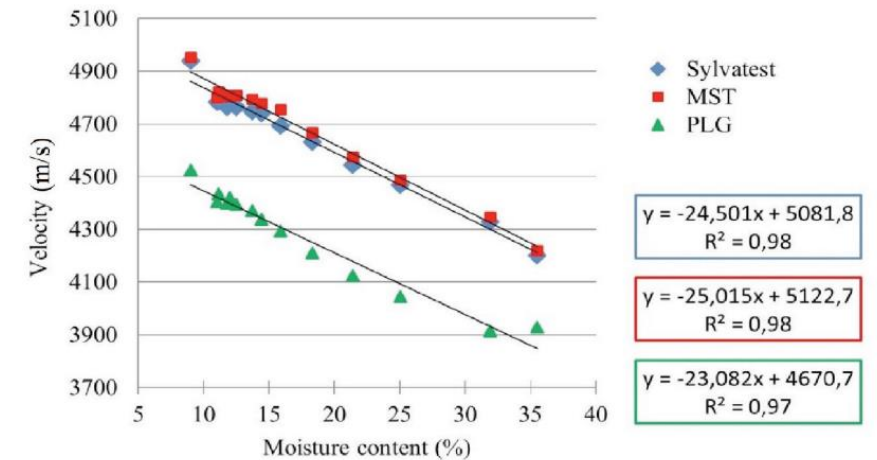 5100
4900
4700
4500
4300
4100
3900
3700
Velocity (m/s)
5 10 15 20 25 30 35 40
Moisture content (%)
Sylvatest
MST
PLG
y = -24,501x + 5081,8
R² = 0,98
y = -25,015x + 5122,7
R² = 0,98
y = -23,082x + 4670,7
R² = 0,97